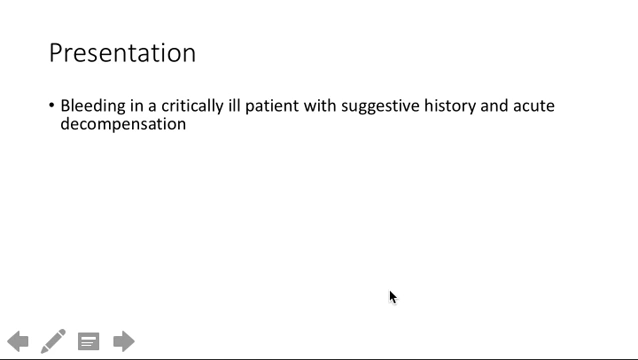 Presentation
• Bleeding in a critically ill patient with suggestive history and acute
decompensation